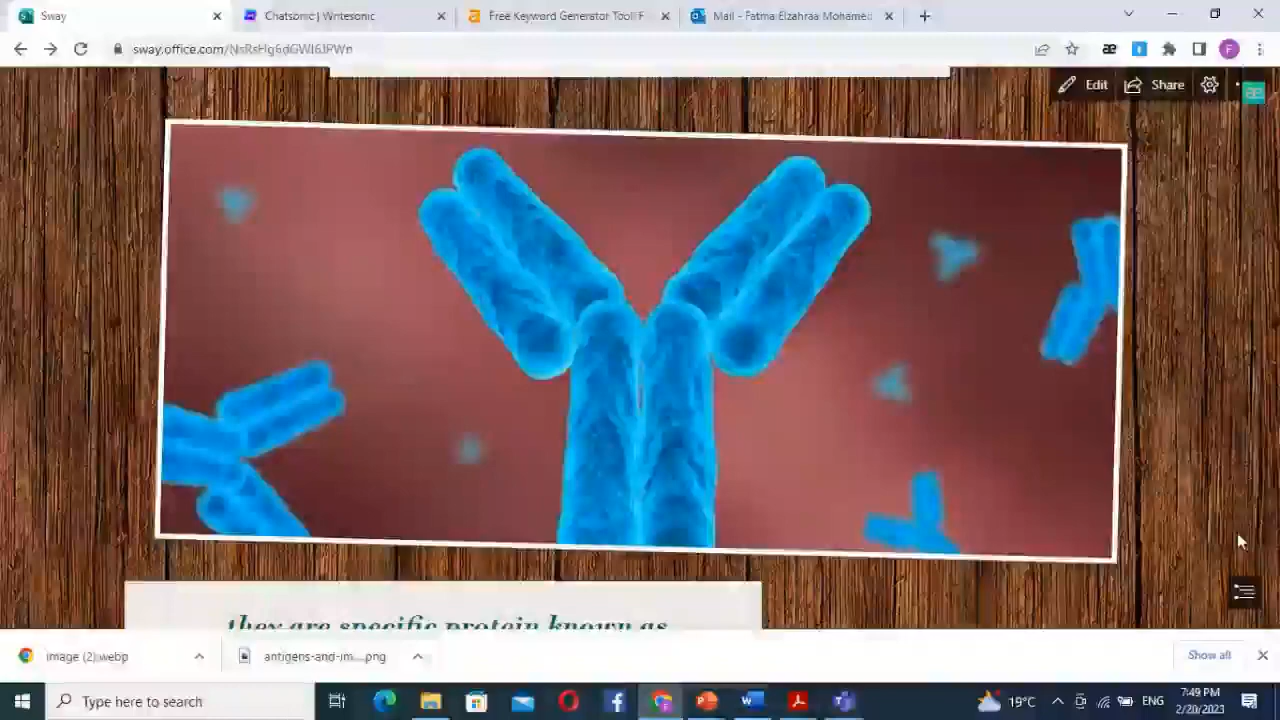 Sway
Chatsonic | Writesonic
Free Keyword Generator Tool: F
Mail - Fatma Elzahraa Mohamed
sway.office.com/
Edit
Share
they are specific protein known as
image (2).webp
antigens-and-im....png
Show all
Type here to search
19°C
ENG
7:49 PM
2/20/2023